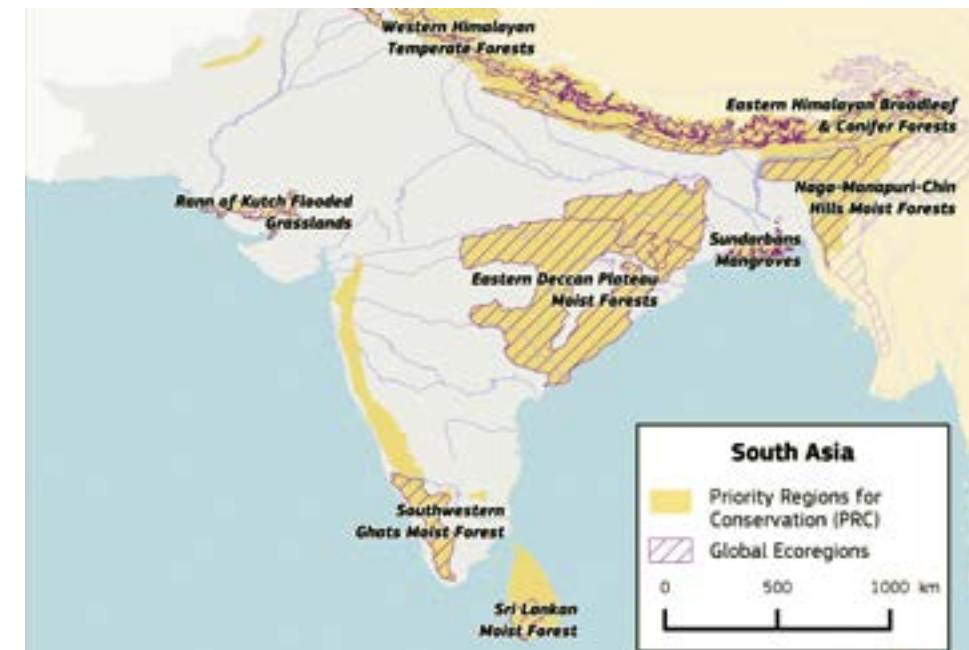 Western Himalayan
Temperate Forests
Eastern Himalayan Broadleaf
& Conifer Forests
Rann of Kutch Flooded
Grasslands
Naga-Manapuri-Chin
Hills Moist Forests
Sundarbans
Mangroves
Eastern Deccan Plateau
Moist Forests
Southwestern
Ghats Moist Forest
Sri Lankan
Moist Forest
South Asia
Priority Regions for
Conservation (PRC)
Global Ecoregions
0 500 1000 km